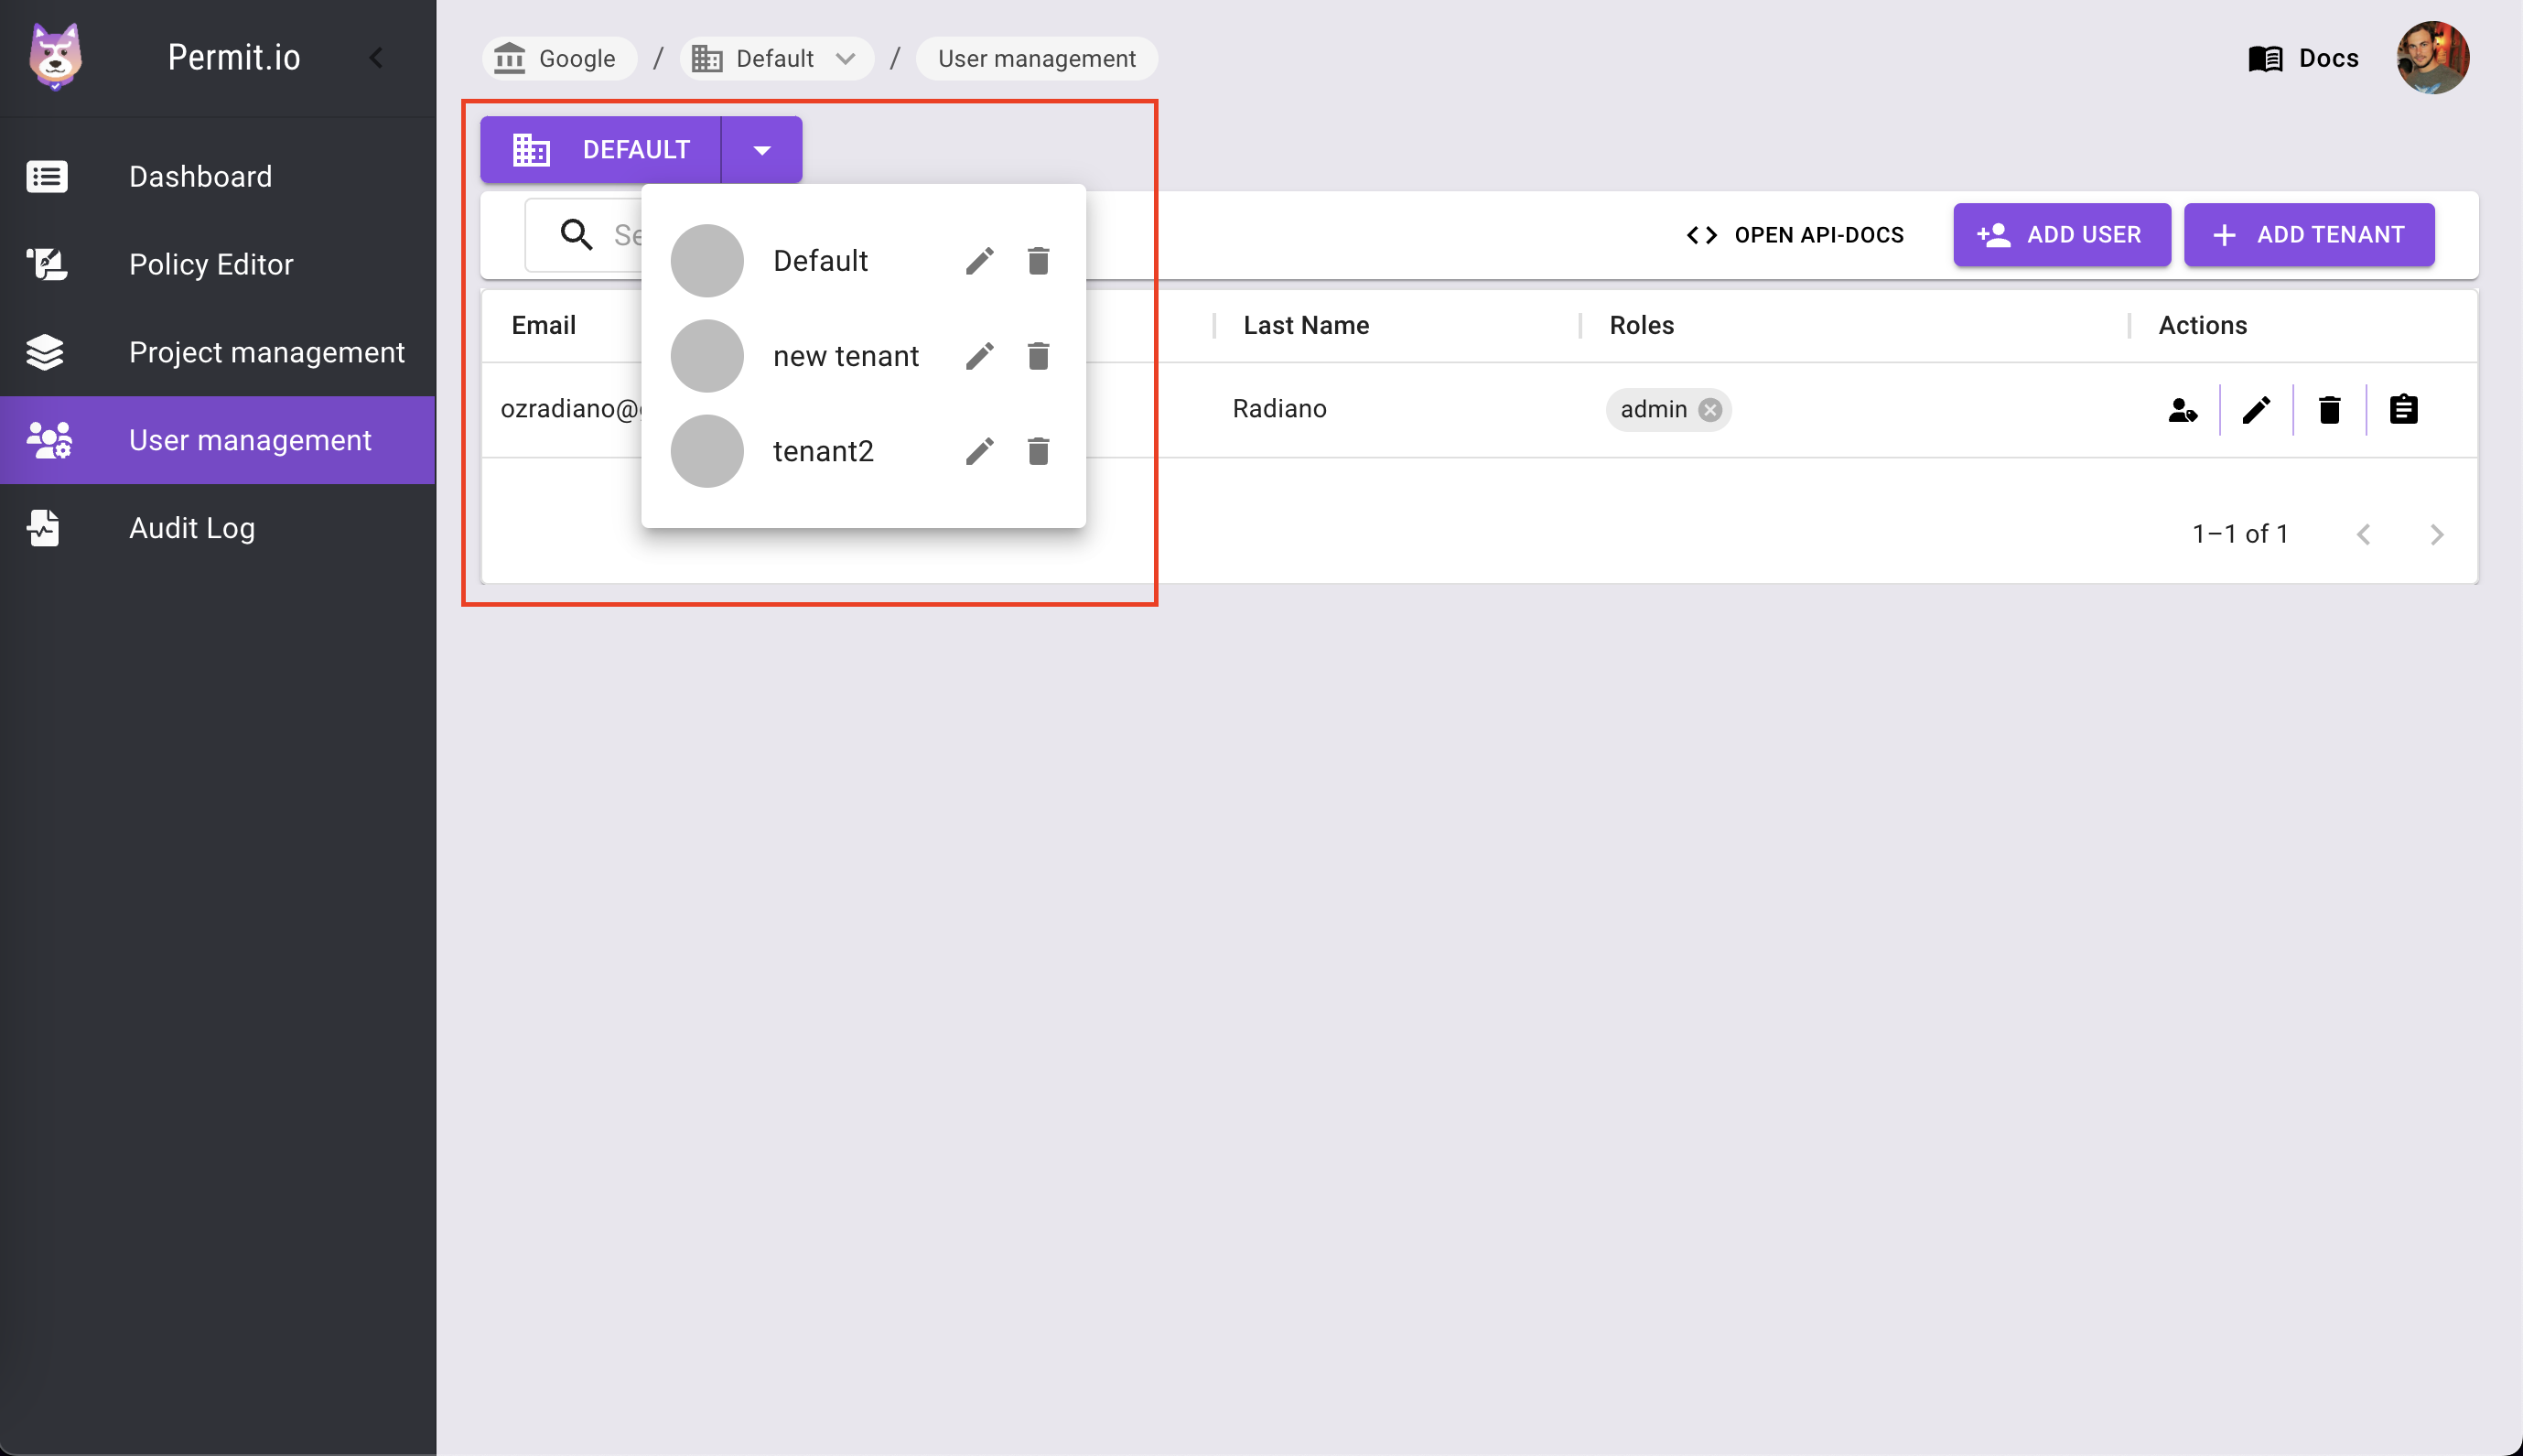 Permit.io
Dashboard
Policy Editor
Project management
User management
Audit Log
Google / Default / User management
Docs
DEFAULT
Default
new tenant
tenant2
OPEN API-DOCS
ADD USER
ADD TENANT
Email
Last Name
Roles
Actions
ozradiano@
Radiano
admin
1–1 of 1